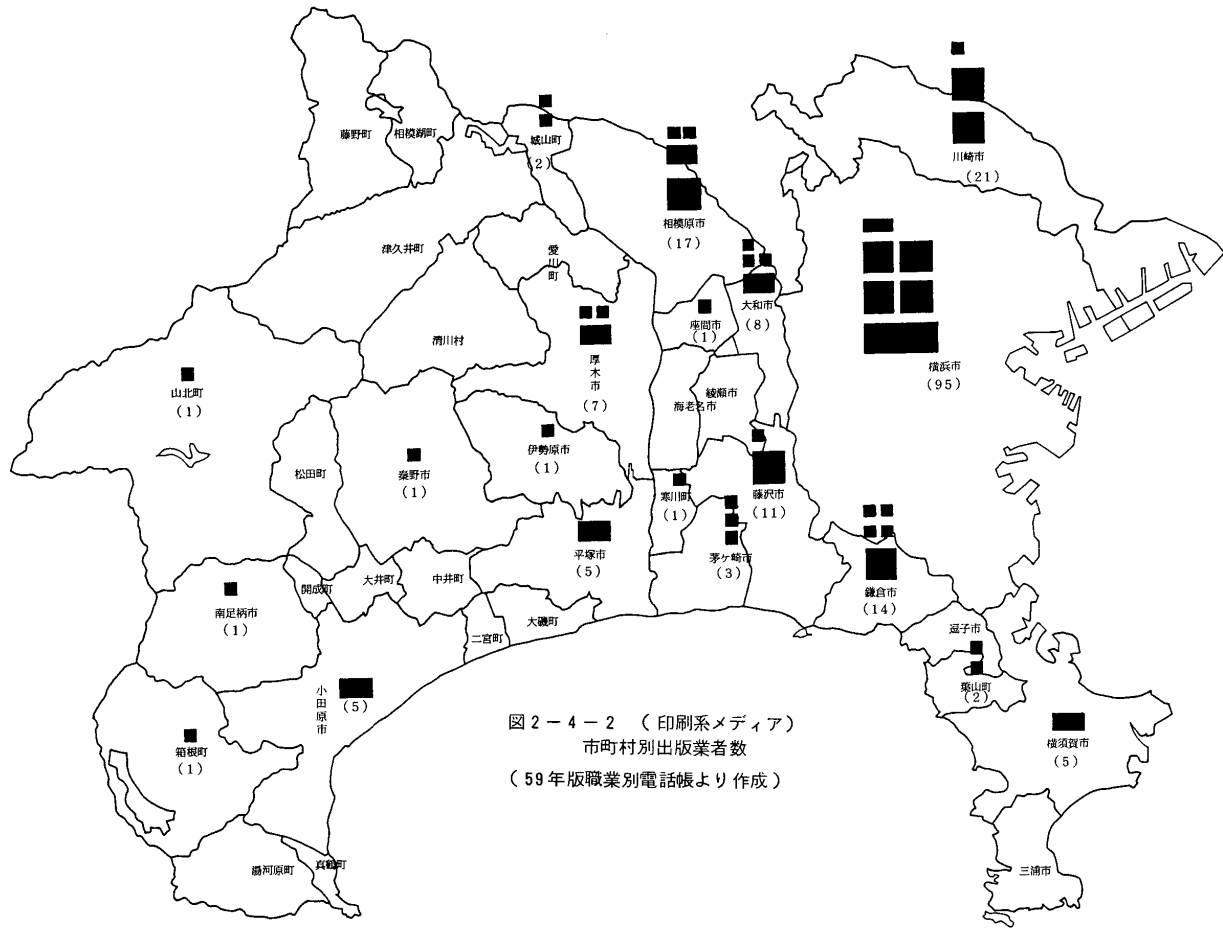 藤野町
相模湖町
城山町
(2)
川崎市
(21)
相模原市
(17)
津久井町
愛川町
大和市
(8)
座間市
(1)
清川村
厚木市
(7)
横浜市
(95)
山北町
(1)
綾瀬市
海老名市
伊勢原市
(1)
松田町
秦野市
(1)
藤沢市
(11)
寒川町
(1)
平塚市
(5)
茅ケ崎市
(3)
開成町
大井町
中井町
南足柄市
(1)
鎌倉市
(14)
大磯町
二宮町
逗子市
葉山町
(2)
小田原市
(5)
横須賀市
(5)
箱根町
(1)
図2-4-2 (印刷系メディア)
市町村別出版業者数
(59年版職業別電話帳より作成)
湯河原町
真鶴町
三浦市